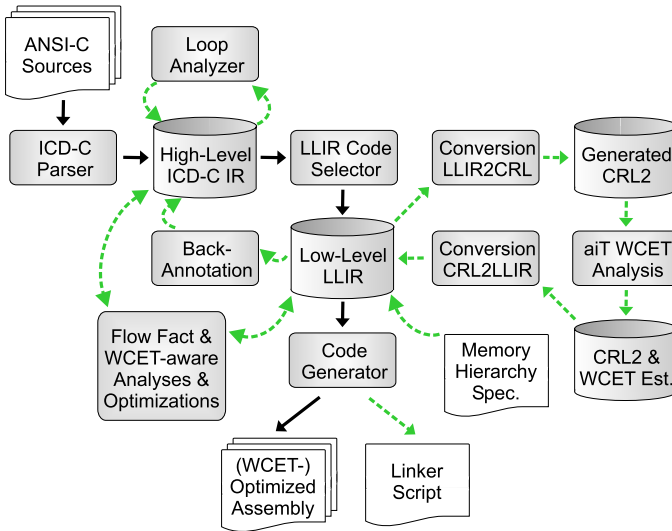 ANSI-C
Sources
Loop
Analyzer
ICD-C
Parser
High-Level
ICD-C IR
LLIR Code
Selector
Conversion
LLIR2CRL
Generated
CRL2
Back-
Annotation
Low-Level
LLIR
Conversion
CRL2LLIR
aiT WCET
Analysis
Flow Fact &
WCET-aware
Analyses &
Optimizations
Code
Generator
Memory
Hierarchy
Spec.
CRL2 &
WCET Est.
(WCET-)
Optimized
Assembly
Linker
Script